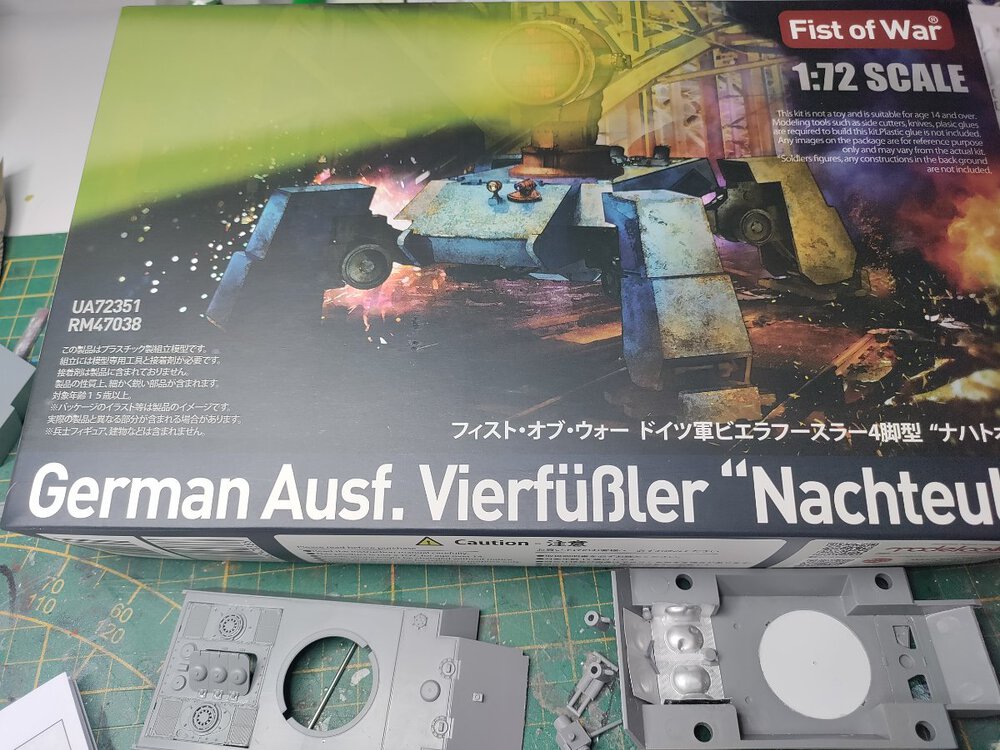 Fist of War®
1:72 SCALE
This kit is not a toy and is suitable for age 14 and over.
Modeling tools such as side cutters, knives, plasic glues
are required to build this kit.Plastic glue is not included.
Any images on the package are for reference purpose
only and may vary from the actual kit.
Soldiers figures, any constructions in the back ground
are not included.
UA72351
RM47038
この製品はプラスチック製組立模型です。
組立には模型専用工具と接着剤が必要です。
接着剤は製品に含まれておりません。
製品の性質上、細かく鋭い部品が含まれます。
対象年齢15歳以上。
※パッケージのイラスト等は製品のイメージです。
実際の製品と異なる部分が含まれる場合があります。
※兵士フィギュア、建物などは含まれません。
フィスト・オブ・ウォー ドイツ軍ビエラフースラー4脚型 “ナハトオ
German Ausf. Vierfüßler “Nachteul
Caution - 注意
70
110
60
120